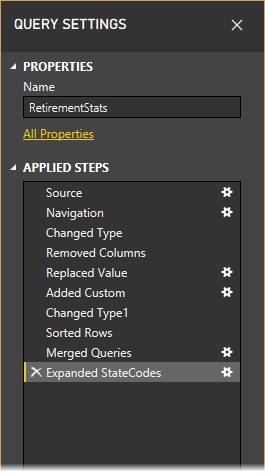 QUERY SETTINGS
PROPERTIES
Name
RetirementStats
All Properties
APPLIED STEPS
Source
Navigation
Changed Type
Removed Columns
Replaced Value
Added Custom
Changed Type1
Sorted Rows
Merged Queries
Expanded StateCodes